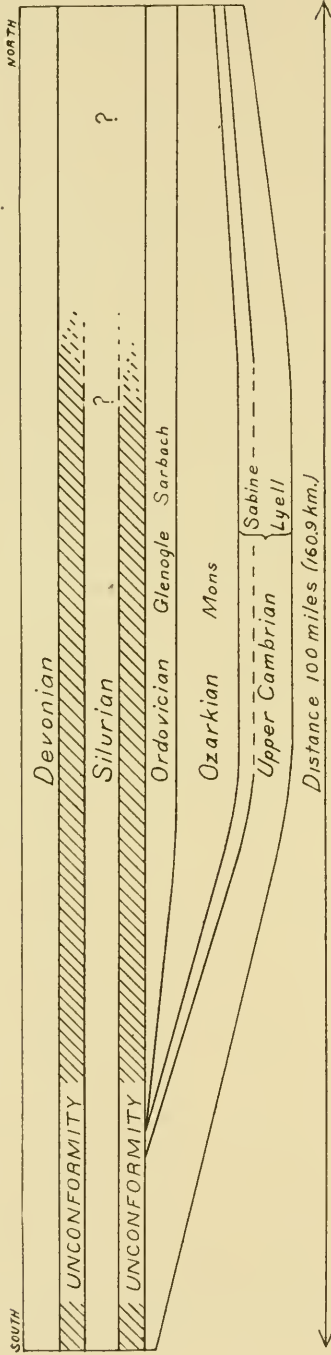 SOUTH
NORTH
Devonian
UNCONFORMITY
Silurian ? ?
UNCONFORMITY
Ordovician Glenogle Sarbach
Ozarkian Mons
Sabine
Upper Cambrian
Lyell
Distance 100 miles (160.9 km.)